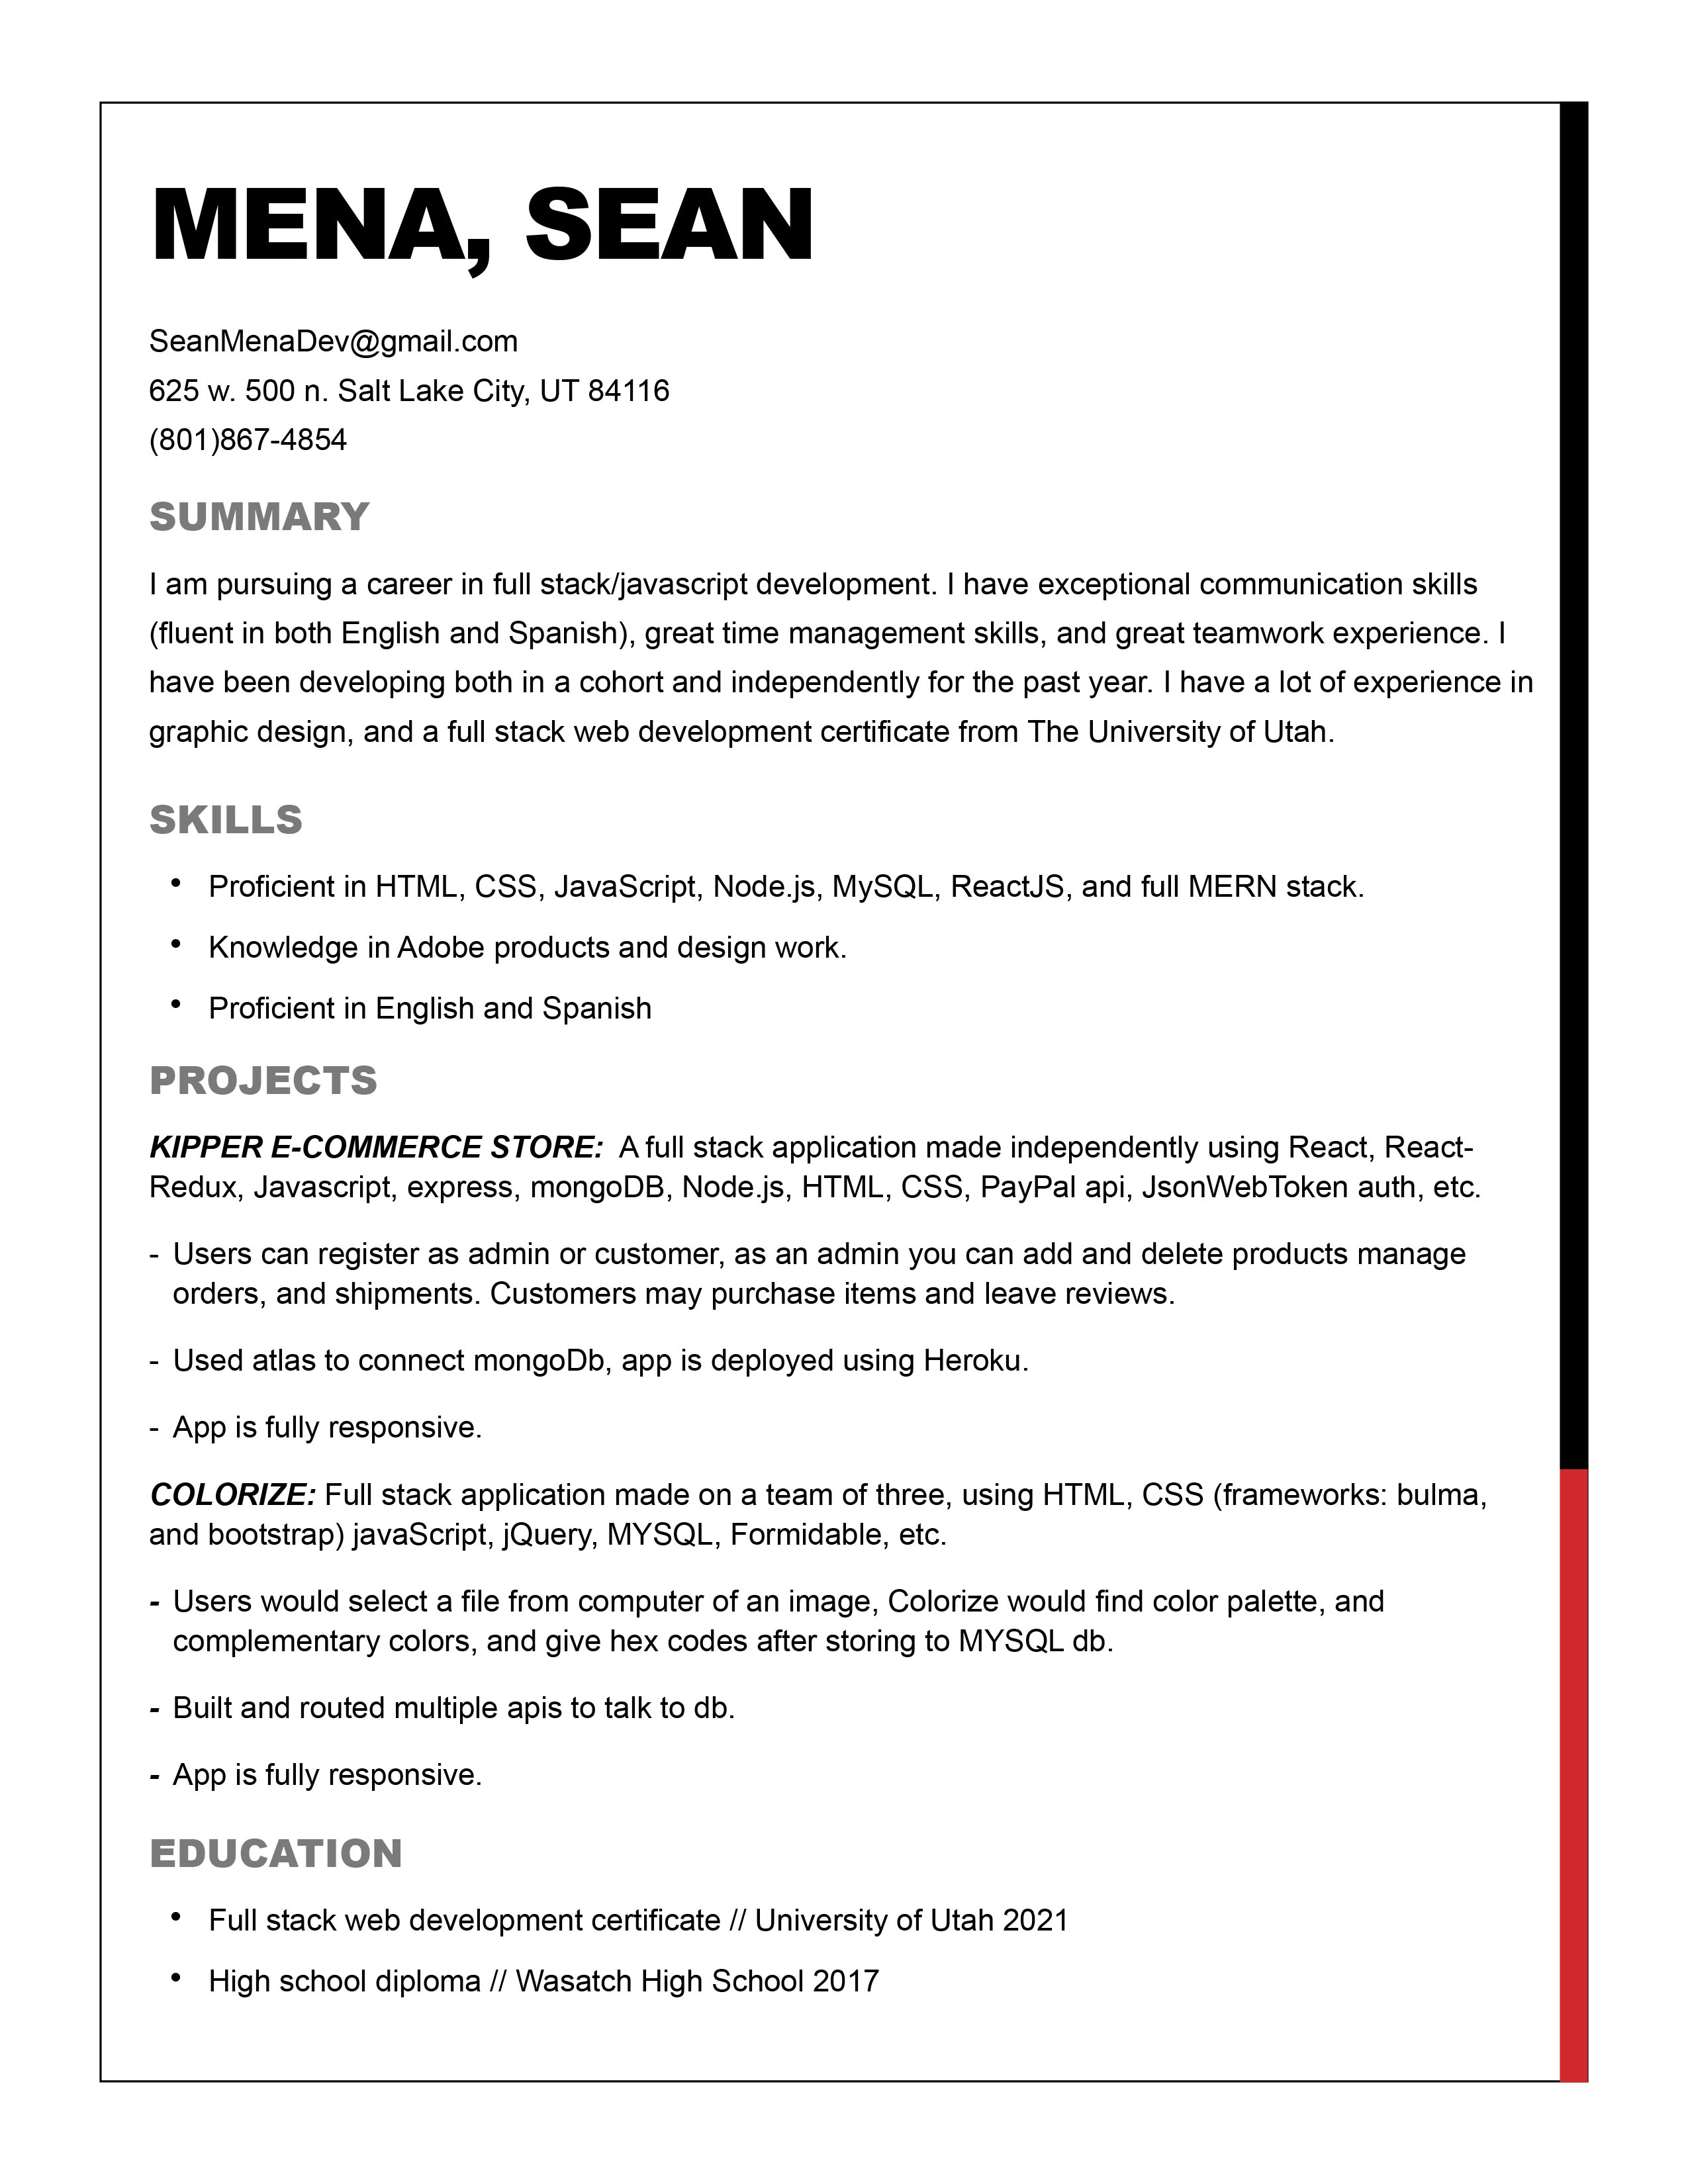 MENA, SEAN
SeanMenaDev@gmail.com
625 w. 500 n. Salt Lake City, UT 84116
(801)867-4854
SUMMARY
I am pursuing a career in full stack/javascript development. I have exceptional communication skills
(fluent in both English and Spanish), great time management skills, and great teamwork experience. I
have been developing both in a cohort and independently for the past year. I have a lot of experience in
graphic design, and a full stack web development certificate from The University of Utah.
SKILLS
• Proficient in HTML, CSS, JavaScript, Node.js, MySQL, ReactJS, and full MERN stack.
• Knowledge in Adobe products and design work.
• Proficient in English and Spanish
PROJECTS
KIPPER E-COMMERCE STORE: A full stack application made independently using React, React-
Redux, Javascript, express, mongoDB, Node.js, HTML, CSS, PayPal api, JsonWebToken auth, etc.
- Users can register as admin or customer, as an admin you can add and delete products manage
orders, and shipments. Customers may purchase items and leave reviews.
- Used atlas to connect mongoDb, app is deployed using Heroku.
- App is fully responsive.
COLORIZE: Full stack application made on a team of three, using HTML, CSS (frameworks: bulma,
and bootstrap) javaScript, jQuery, MYSQL, Formidable, etc.
- Users would select a file from computer of an image, Colorize would find color palette, and
complementary colors, and give hex codes after storing to MYSQL db.
- Built and routed multiple apis to talk to db.
- App is fully responsive.
EDUCATION
• Full stack web development certificate // University of Utah 2021
• High school diploma // Wasatch High School 2017